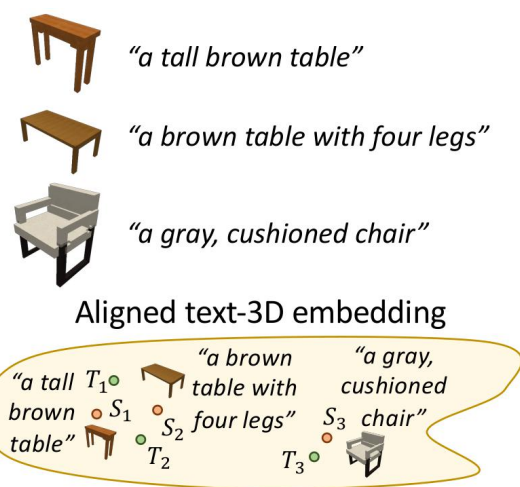 “a tall brown table”
“a brown table with four legs”
“a gray, cushioned chair”
Aligned text-3D embedding
“a tall
brown
table”
T₁
S₁
“a brown
table with
four legs”
S₂
T₂
“a gray,
cushioned
chair”
S₃
T₃